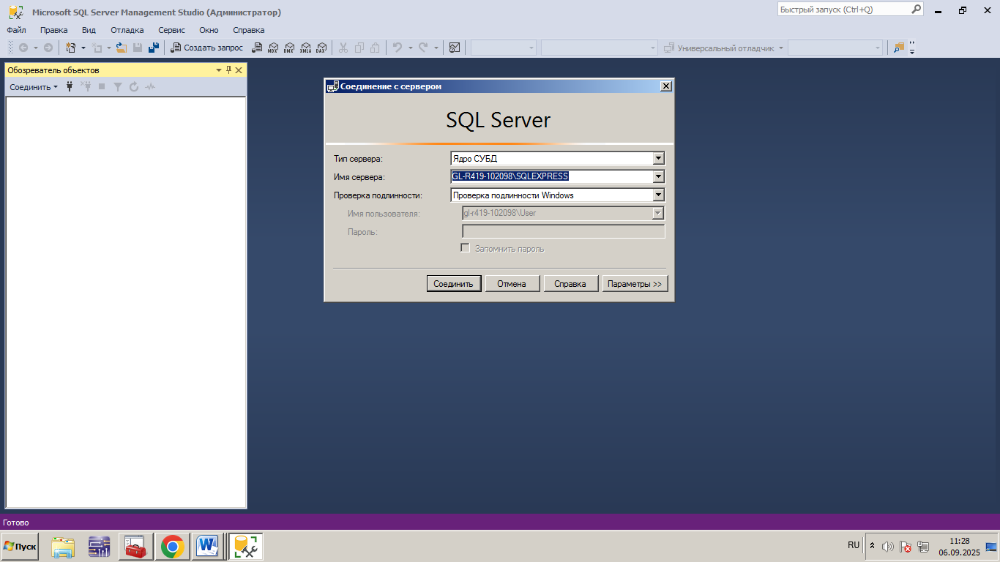 Microsoft SQL Server Management Studio (Администратор)
Быстрый запуск (Ctrl+Q)
Файл Правка Вид Отладка Сервис Окно Справка
Создать запрос MDX DMX XMLA DAX Универсальный отладчик
Обозреватель объектов
Соединить
Соединение с сервером
SQL Server
Тип сервера: Ядро СУБД
Имя сервера: GL-R419-102098\SQLEXPRESS
Проверка подлинности: Проверка подлинности Windows
Имя пользователя: gl-r419-102098\User
Пароль:
Запомнить пароль
Соединить Отмена Справка Параметры >>
Готово
Пуск
RU
11:28
06.09.2025